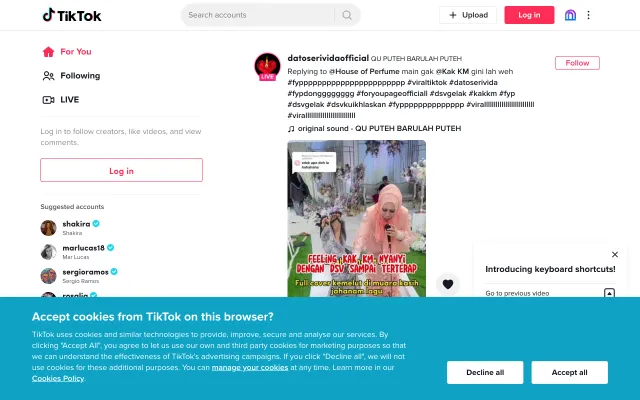 TikTok
Search accounts
Upload
Log in
For You
Following
LIVE
Log in to follow creators, like videos, and view
comments.
Log in
Suggested accounts
shakira
Shakira
marlucas18
Mar Lucas
sergioramos
Sergio Ramos
rosalia
LIVE
datoserividaofficial QU PUTEH BARULAH PUTEH
Follow
Replying to @House of Perfume main gak @Kak KM gini lah weh
#viraltiktok #datoserivida
#foryoupageofficiall #dsvgelak #kakkm #fyp
#dsvgelak #dsvkuikhlaskan
original sound - QU PUTEH BARULAH PUTEH
FEELING KAK KM NYANYI
DENGAN DSV SAMPAI TERTERAP
Full cover kemelut di muara kasih
jahanam lagu.
Introducing keyboard shortcuts!
Go to previous video
Accept cookies from TikTok on this browser?
TikTok uses cookies and similar technologies to provide, improve, secure and analyse our services. By
clicking "Accept All", you agree to let us use our own and third party cookies for marketing purposes so that
we can understand the effectiveness of TikTok's advertising campaigns. If you click "Decline all", we will not
use cookies for these additional purposes. You can manage your cookies at any time. Learn more in our
Cookies Policy.
Decline all
Accept all